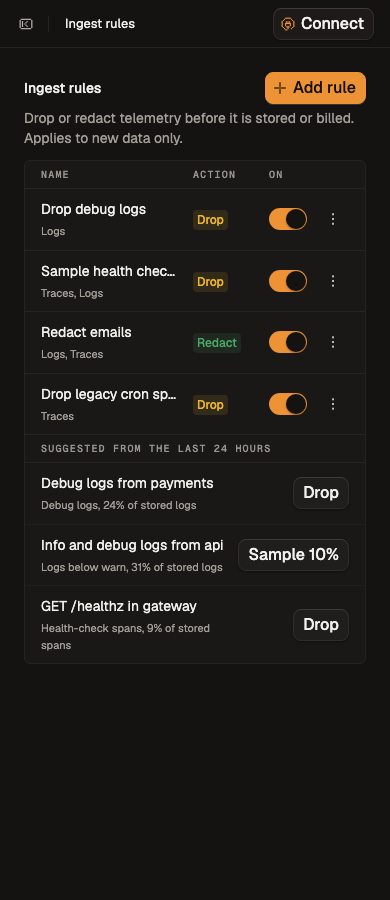 Ingest rules
Connect
Ingest rules
Add rule
Drop or redact telemetry before it is stored or billed.
Applies to new data only.
NAME ACTION ON
Drop debug logs
Drop
Logs
Sample health chec...
Drop
Traces, Logs
Redact emails
Redact
Logs, Traces
Drop legacy cron sp...
Drop
Traces
SUGGESTED FROM THE LAST 24 HOURS
Debug logs from payments
Debug logs, 24% of stored logs
Drop
Info and debug logs from api
Logs below warn, 31% of stored logs
Sample 10%
GET /healthz in gateway
Health-check spans, 9% of stored
spans
Drop